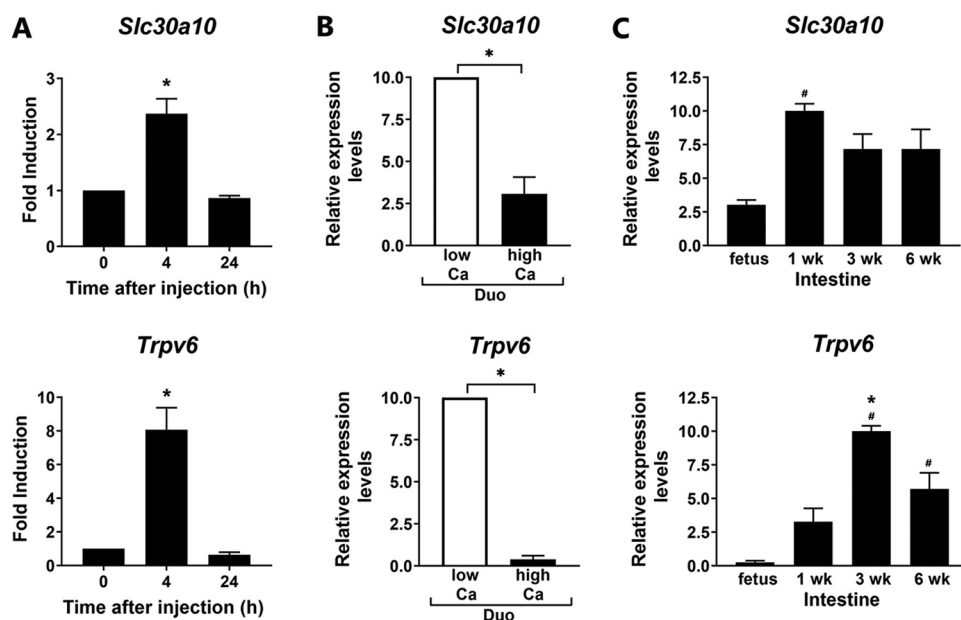 A
Slc30a10
Fold Induction
3
2
1
0
*
0 4 24
Time after injection (h)
Trpv6
Fold Induction
10
8
6
4
2
0
*
0 4 24
Time after injection (h)
B
Slc30a10
Relative expression
levels
10.0
7.5
5.0
2.5
0.0
*
low high
Ca Ca
Duo
Trpv6
Relative expression
levels
10.0
7.5
5.0
2.5
0.0
*
low high
Ca Ca
Duo
C
Slc30a10
Relative expression
levels
12.5
10.0
7.5
5.0
2.5
0.0
#
fetus 1 wk 3 wk 6 wk
Intestine
Trpv6
Relative expression
levels
12.5
10.0
7.5
5.0
2.5
0.0
*
#
#
fetus 1 wk 3 wk 6 wk
Intestine